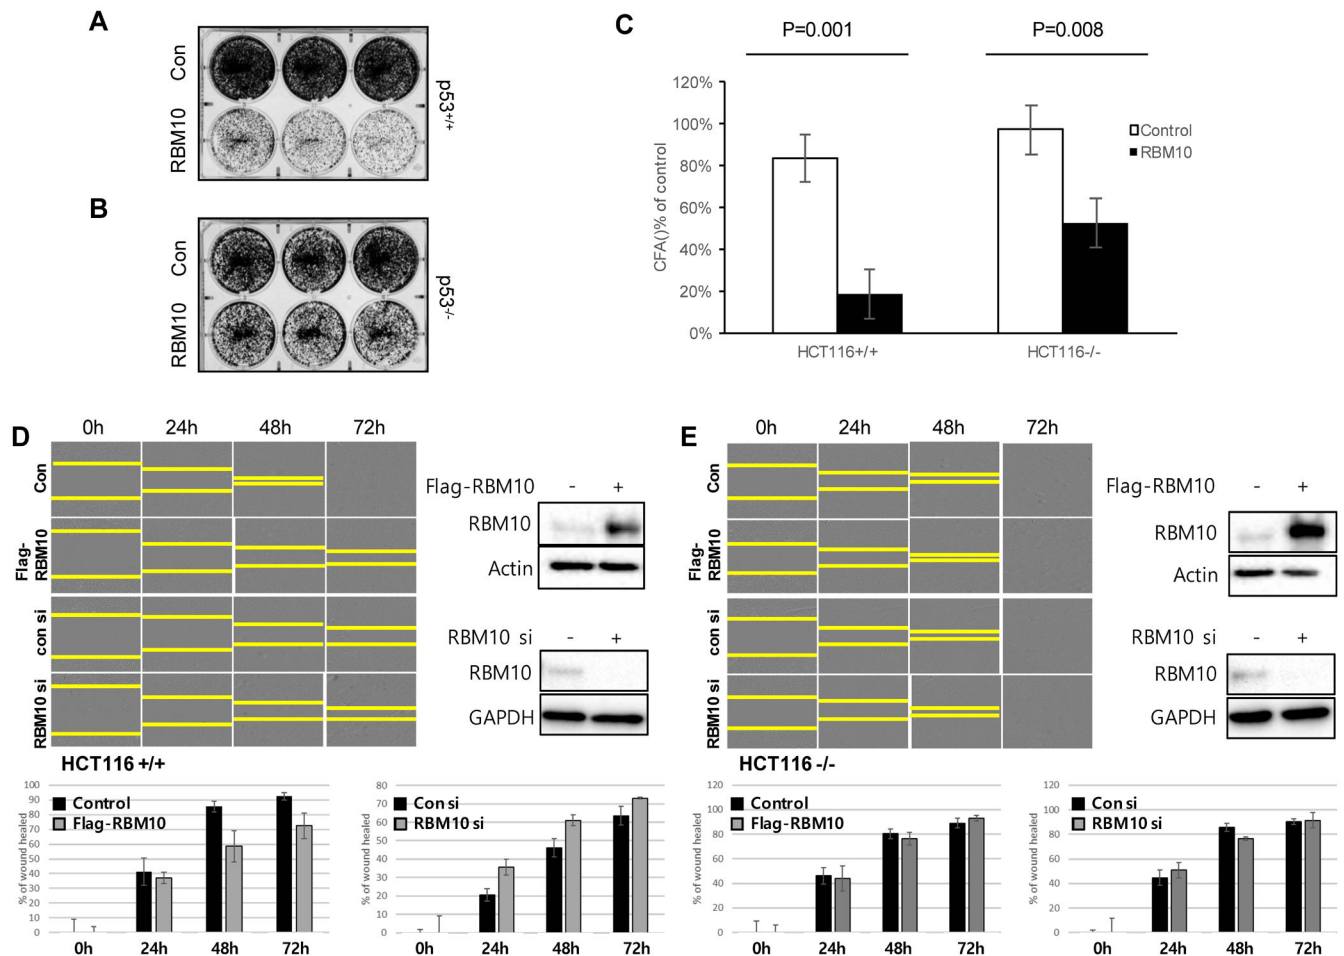 A
Con
RBM10
p53+/+
B
Con
RBM10
p53-/-
C
P=0.001
P=0.008
120%
100%
80%
60%
40%
20%
0%
CFA()% of control
Control
RBM10
HCT116+/+
HCT116-/-
D
0h
24h
48h
72h
Con
Flag-
RBM10
con si
RBM10 si
Flag-RBM10
-
+
RBM10
Actin
RBM10 si
-
+
RBM10
GAPDH
HCT116 +/+
100
90
80
70
60
50
40
30
20
10
0
% of wound healed
Control
Flag-RBM10
0h
24h
48h
72h
80
70
60
50
40
30
20
10
0
% of wound healed
Con si
RBM10 si
0h
24h
48h
72h
E
0h
24h
48h
72h
Con
Flag-
RBM10
con si
RBM10 si
Flag-RBM10
-
+
RBM10
Actin
RBM10 si
-
+
RBM10
GAPDH
HCT116 -/-
120
100
80
60
40
20
0
% of wound healed
Control
Flag-RBM10
0h
24h
48h
72h
120
100
80
60
40
20
0
% of wound healed
Con si
RBM10 si
0h
24h
48h
72h